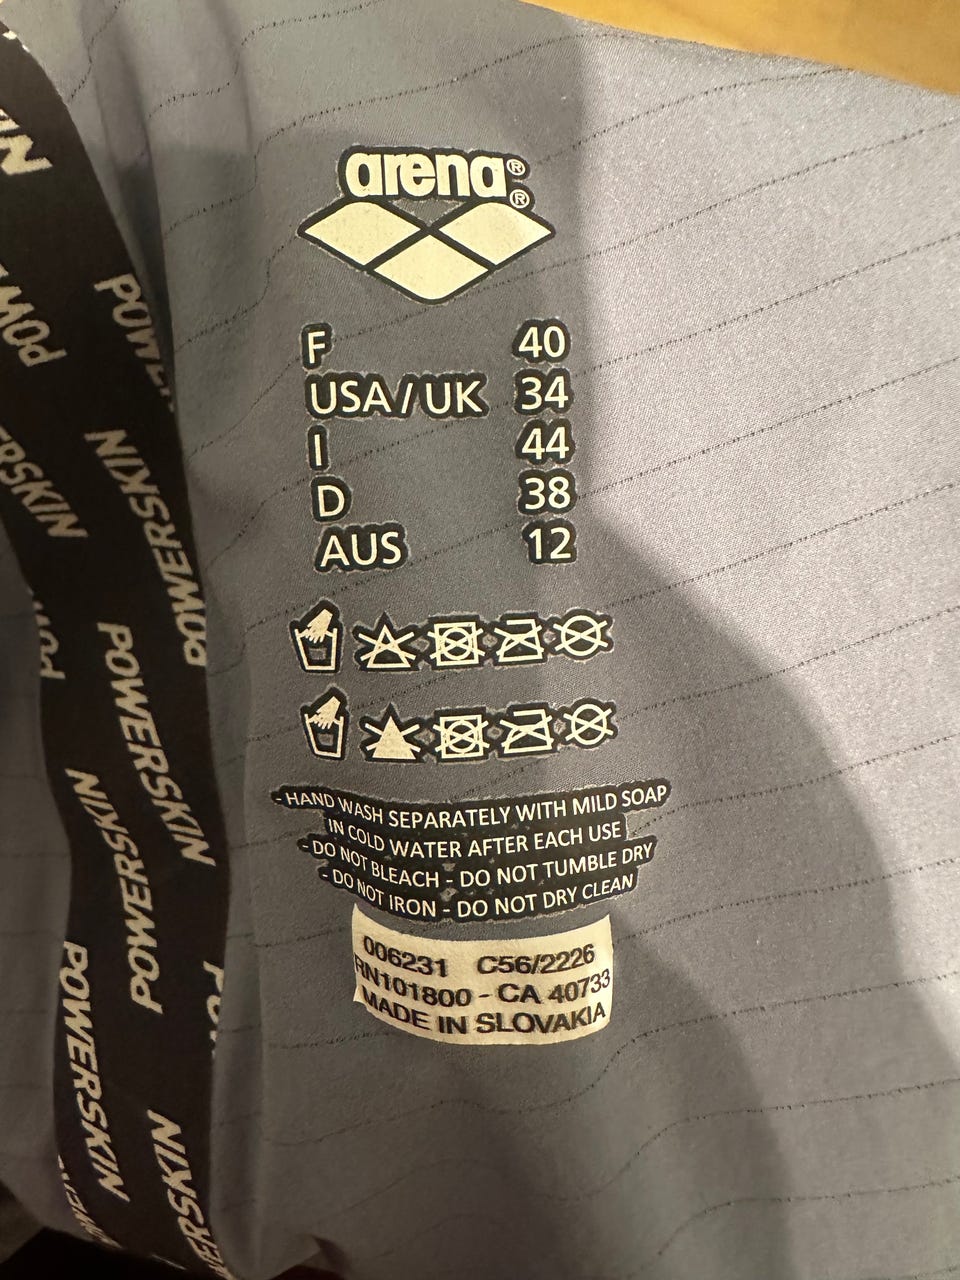 arena®
®
F 40
USA/UK 34
I 44
D 38
AUS 12
- HAND WASH SEPARATELY WITH MILD SOAP
IN COLD WATER AFTER EACH USE
- DO NOT BLEACH - DO NOT TUMBLE DRY
- DO NOT IRON - DO NOT DRY CLEAN
006231 C56/2226
RN101800 - CA 40733
MADE IN SLOVAKIA
POWERSKIN
POWERSKIN
POWERSKIN
POWERSKIN